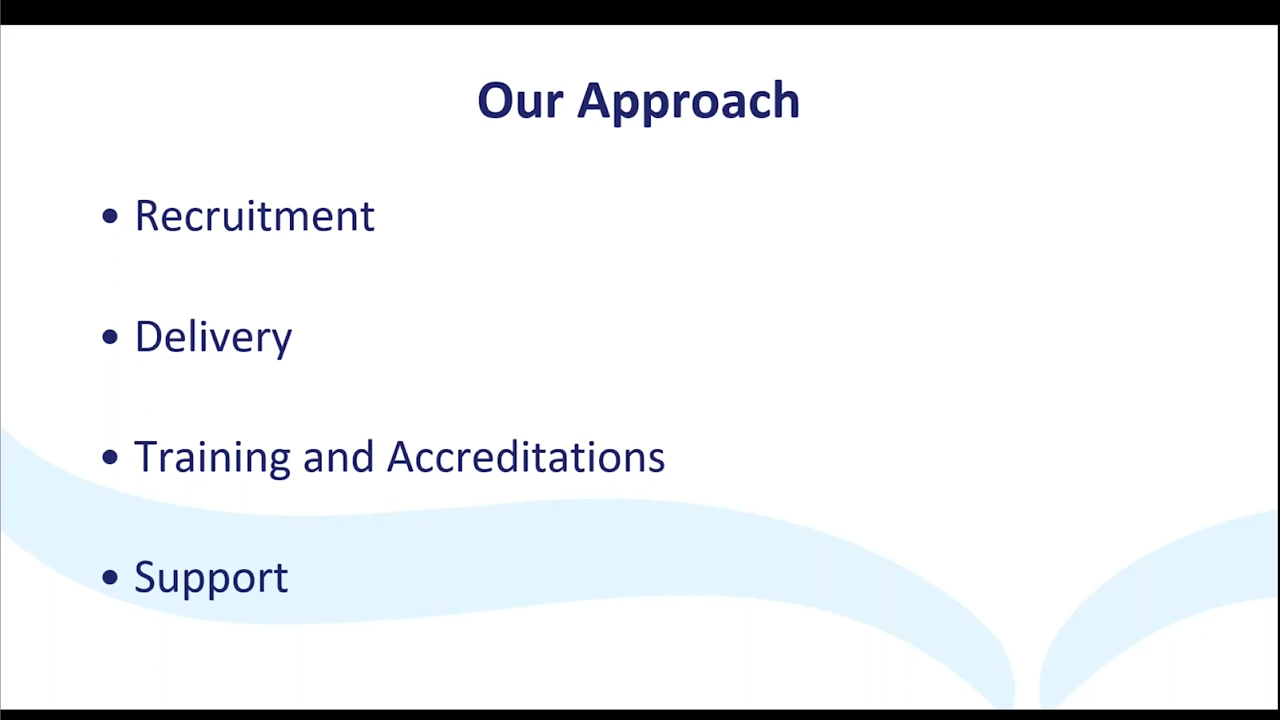 Our Approach
• Recruitment
• Delivery
• Training and Accreditations
• Support